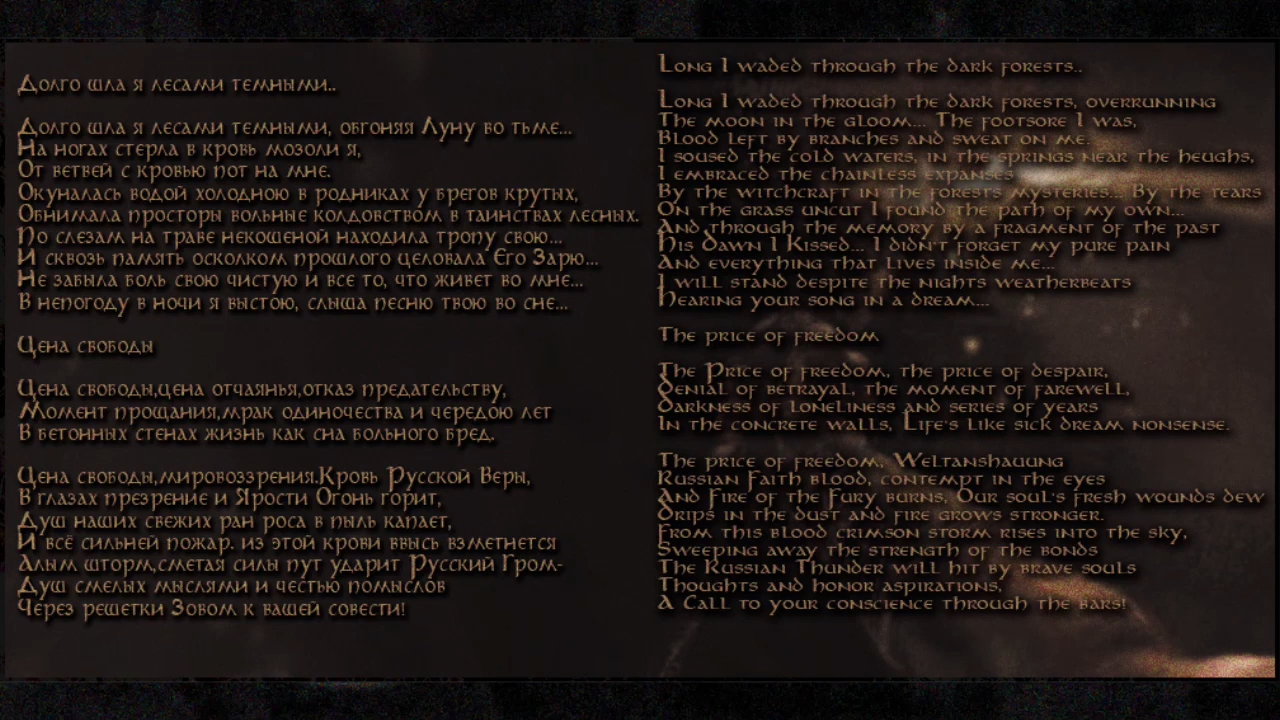 Долго шла я лесами темными..
Долго шла я лесами темными, обгоняя Луну во тьме...
На ногах стерла в кровь мозоли я,
От ветвей с кровью пот на мне.
Окуналась водой холодною в родниках у брегов крутых,
Обнимала просторы вольные колдовством в таинствах лесных.
По слезам на траве некошеной находила тропу свою...
И сквозь память осколком прошлого целовала Его Зарю...
Не забыла боль свою чистую и все то, что живет во мне...
В непогоду в ночи я выстою, слыша песню твою во сне...
Цена свободы
Цена свободы,цена отчаянья,отказ предательству,
Момент прощания,мрак одиночества и чередою лет
В бетонных стенах жизнь как сна больного бред.
Цена свободы,мировоззрения.Кровь Русской Веры,
В глазах презрение и Ярости Огонь горит,
Душ наших свежих ран роса в пыль капает,
И всё сильней пожар. из этой крови ввысь взметнется
Алым шторм,сметая силы пут ударит Русский Гром-
Душ смелых мыслями и честью помыслов
Через решетки Зовом к вашей совести!
Long I waded through the dark forests..
Long I waded through the dark forests, overrunning
The moon in the gloom... The footsore I was,
Blood left by branches and sweat on me.
I soused the cold waters, in the springs near the heughs,
I embraced the chainless expanses
By the witchcraft in the forests mysteries... By the tears
On the grass uncut I found the path of my own...
And through the memory by a fragment of the past
His Dawn I Kissed... I didn't forget my pure pain
And everything that lives inside me...
I will stand despite the nights weatherbeats
Hearing your song in a dream...
The price of freedom
The Price of freedom, the price of despair,
Denial of betrayal, the moment of farewell,
Darkness of loneliness and series of years
In the concrete walls, Life's like sick dream nonsense.
The price of freedom, Weltanshauung
Russian Faith blood, contempt in the eyes
And Fire of the Fury burns, Our soul's fresh wounds dew
Drips in the dust and fire grows stronger.
From this blood crimson storm rises into the sky,
Sweeping away the strength of the bonds
The Russian Thunder will hit by brave souls
Thoughts and honor aspirations,
A Call to your conscience through the bars!